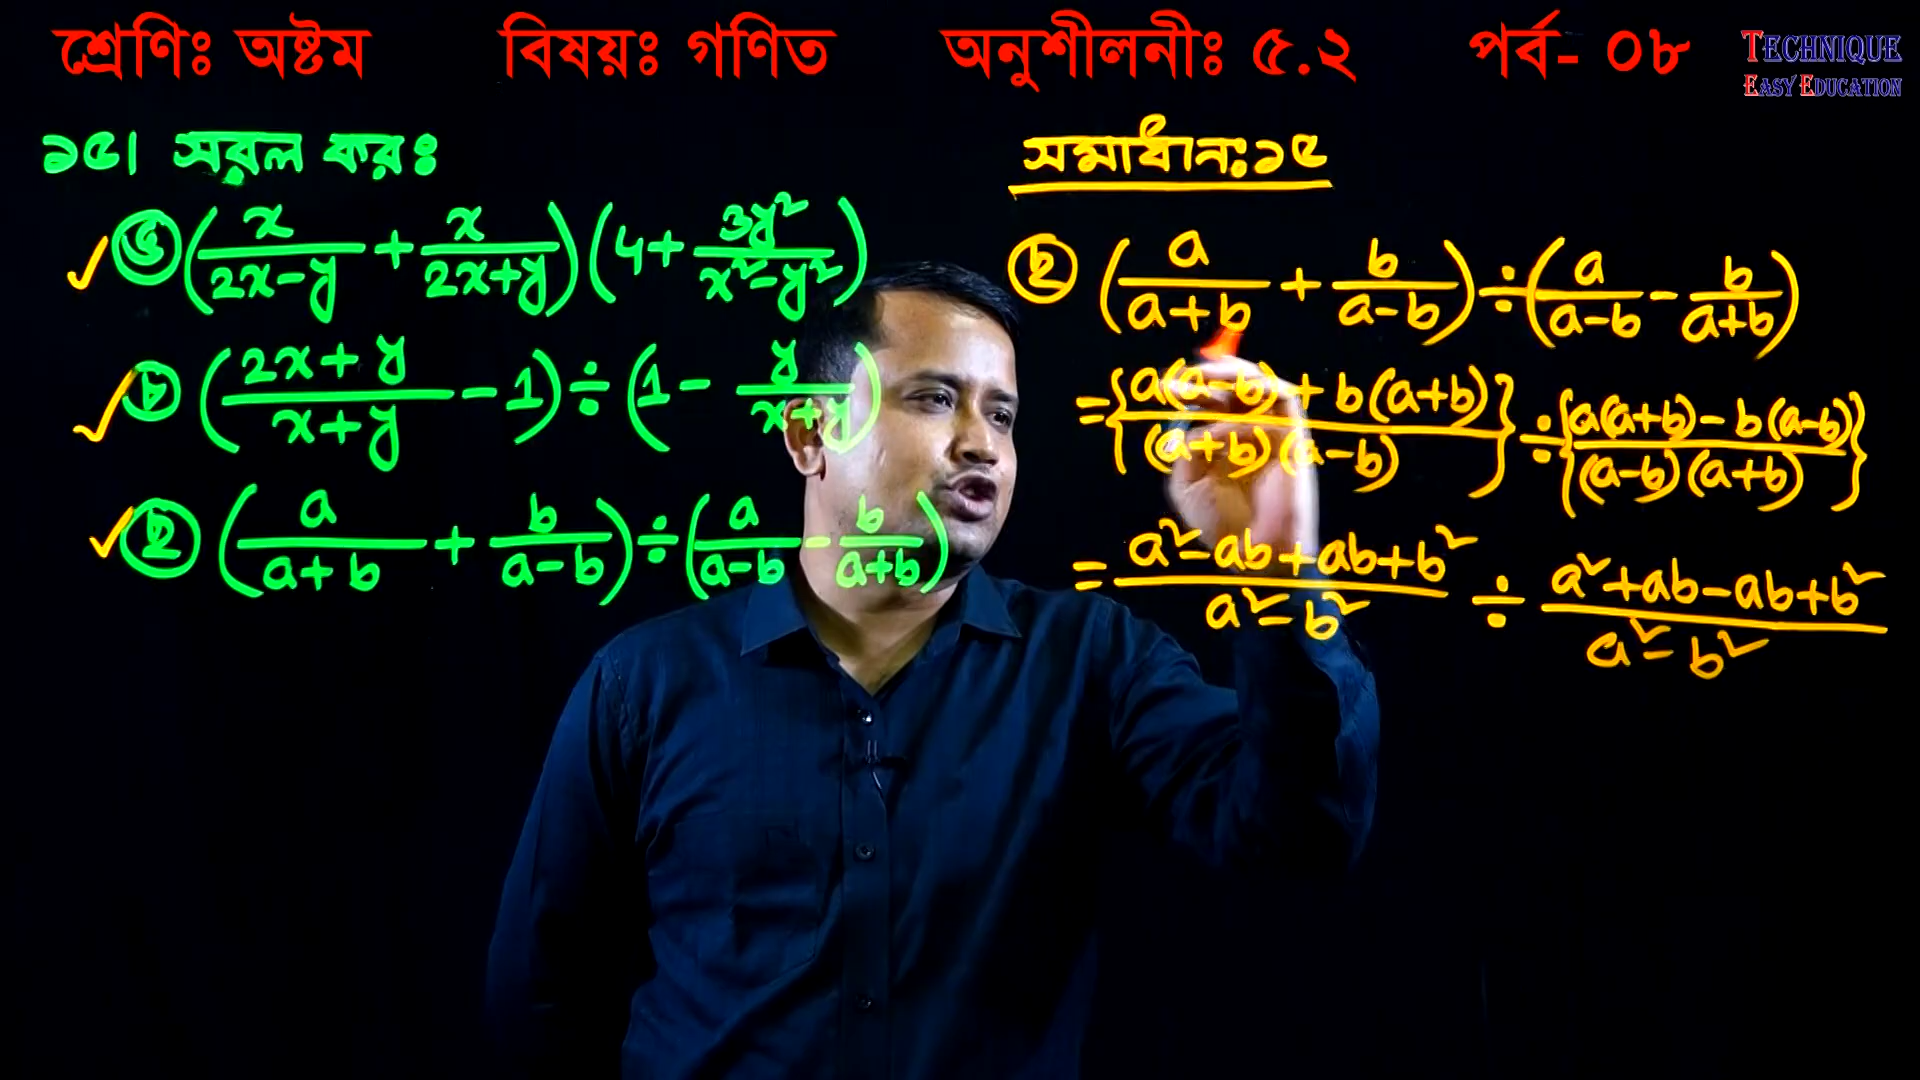 শ্রেণিঃ অষ্টম বিষয়ঃ গণিত অনুশীলনীঃ ৫.২ পর্ব- ০৮
TECHNIQUE
EASY EDUCATION
১৫। সরল করঃ
ঙ (x/(2x-y) + x/(2x+y)) (4 + 3y²/(x²-y²))
চ ((2x+y)/(x+y) - 1) ÷ (1 - y/(x+y))
ছ (a/(a+b) + b/(a-b)) ÷ (a/(a-b) - b/(a+b))
সমাধানঃ১৫
ছ (a/(a+b) + b/(a-b)) ÷ (a/(a-b) - b/(a+b))
= {(a(a-b) + b(a+b))/((a+b)(a-b))} ÷ {(a(a+b) - b(a-b))/((a-b)(a+b))}
= (a²-ab+ab+b²)/(a²-b²) ÷ (a²+ab-ab+b²)/(a²-b²)